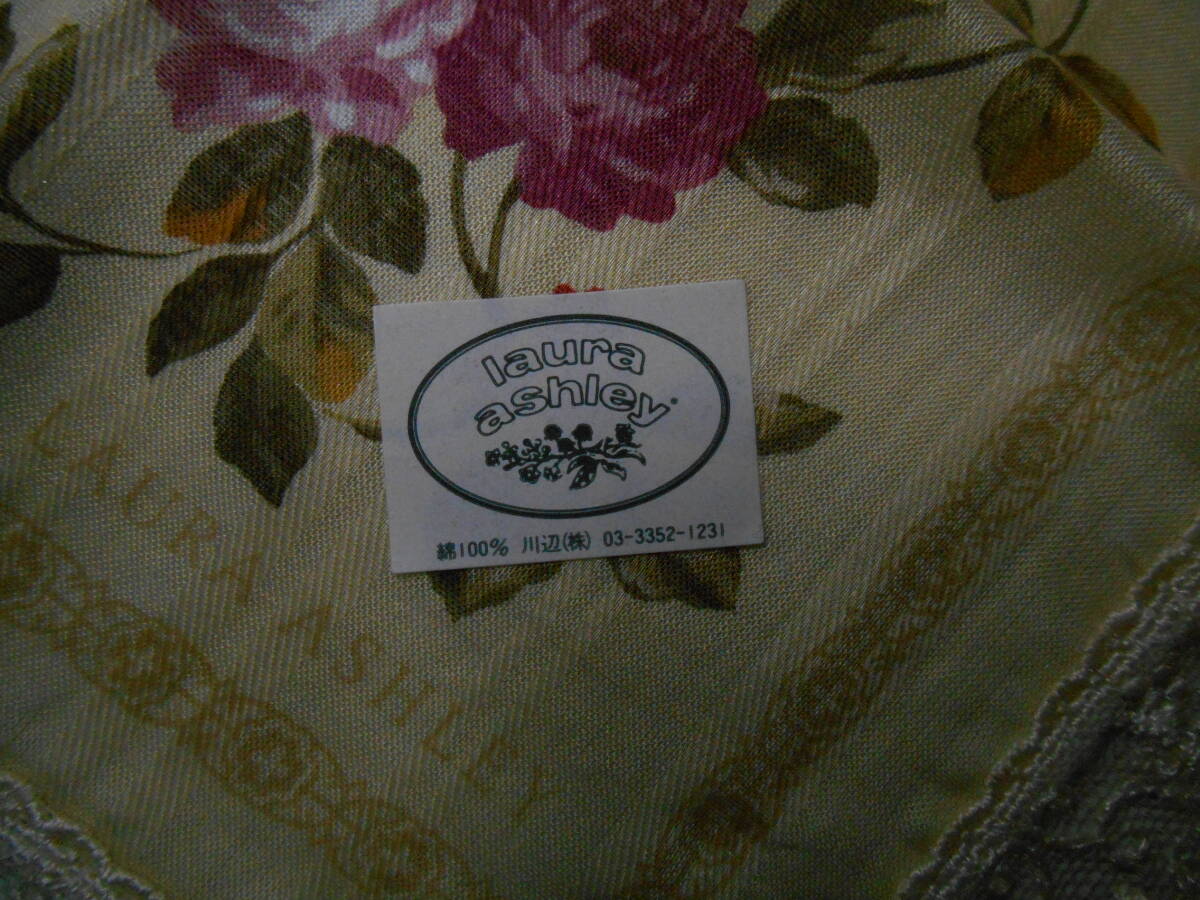 laura
ashley
綿100% 川辺(株) 03-3352-1231
LAURA ASHLEY